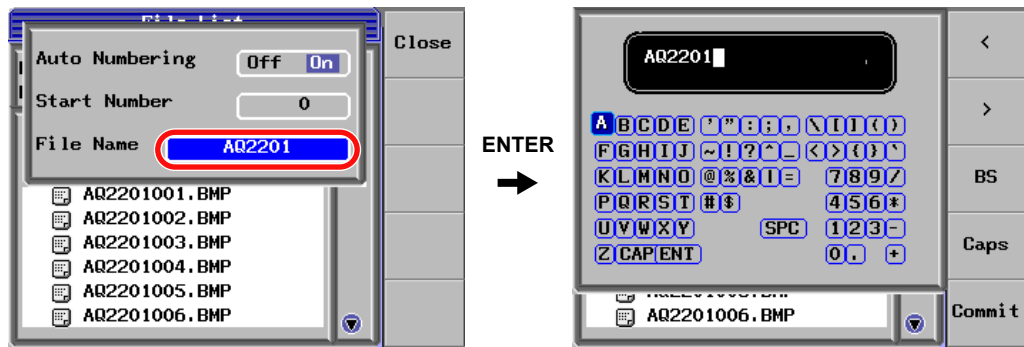 File List
Close
Auto Numbering Off On
Start Number 0
File Name AQ2201
AQ2201001.BMP
AQ2201002.BMP
AQ2201003.BMP
AQ2201004.BMP
AQ2201005.BMP
AQ2201006.BMP
ENTER
AQ2201
<
>
BS
Caps
Commit
A B C D E ' " : ; , \ [ ] ( )
F G H I J ~ ! ? ^ _ < > { } `
K L M N O @ % & | = 7 8 9 /
P Q R S T # $ 4 5 6 *
U V W X Y SPC 1 2 3 -
Z CAP ENT 0 . +
AQ2201006.BMP